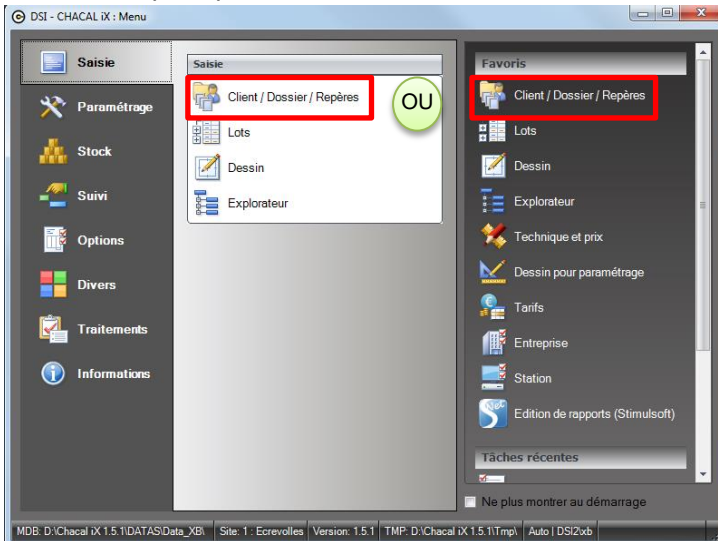 DSI - CHACAL iX : Menu
Saisie
Paramétrage
Stock
Suivi
Options
Divers
Traitements
Informations
Saisie
Client / Dossier / Repères
OU
Lots
Dessin
Explorateur
Favoris
Client / Dossier / Repères
Lots
Dessin
Explorateur
Technique et prix
Dessin pour paramétrage
Tarifs
Entreprise
Station
Edition de rapports (Stimulsoft)
Tâches récentes
Ne plus montrer au démarrage
MDB: D:\Chacal iX 1.5.1\DATAS\Data_XB\ Site: 1 : Ecrevolles Version: 1.5.1 TMP: D:\Chacal iX 1.5.1\Tmp\ Auto | DSI2\xb